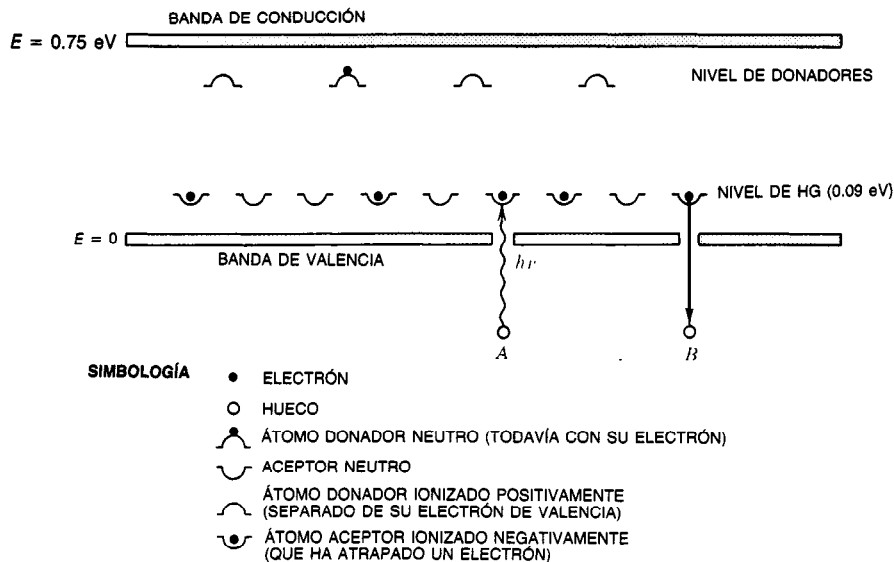 BANDA DE CONDUCCIÓN
E = 0.75 eV
NIVEL DE DONADORES
NIVEL DE HG (0.09 eV)
E = 0
BANDA DE VALENCIA
hν
A
B
SIMBOLOGÍA
ELECTRÓN
HUECO
ÁTOMO DONADOR NEUTRO (TODAVÍA CON SU ELECTRÓN)
ACEPTOR NEUTRO
ÁTOMO DONADOR IONIZADO POSITIVAMENTE
(SEPARADO DE SU ELECTRÓN DE VALENCIA)
ÁTOMO ACEPTOR IONIZADO NEGATIVAMENTE
(QUE HA ATRAPADO UN ELECTRÓN)